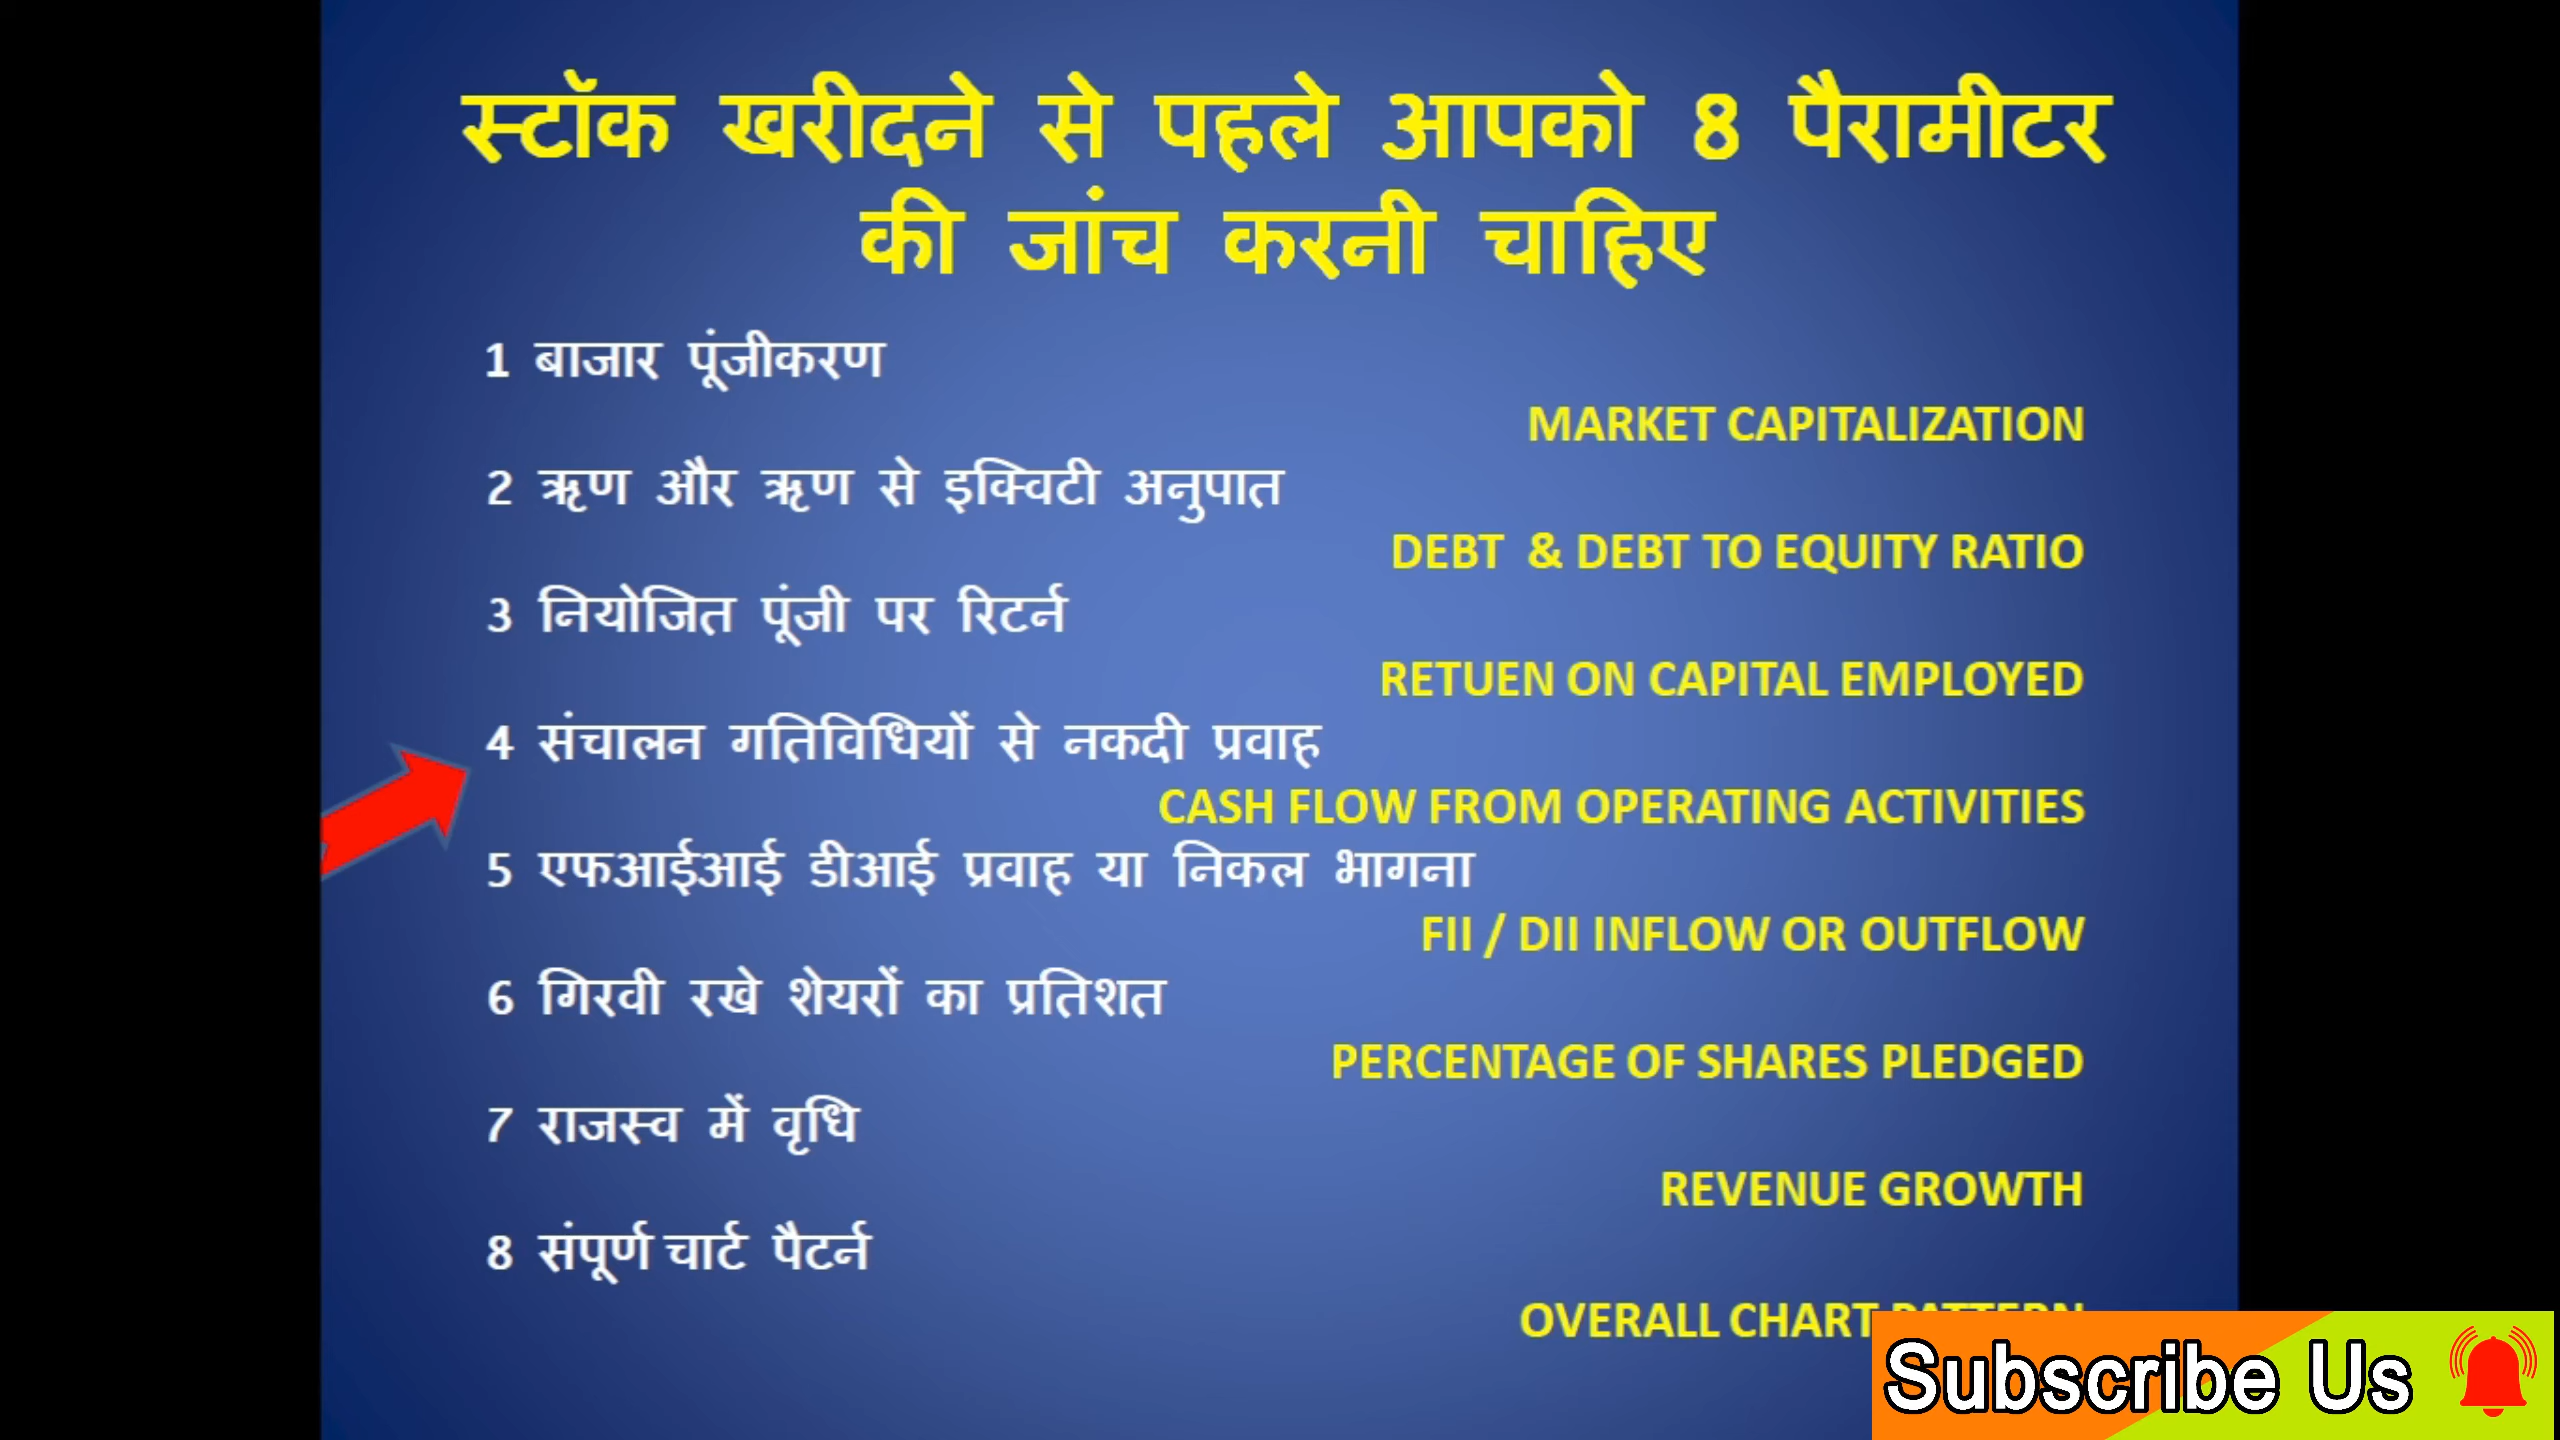 स्टॉक खरीदने से पहले आपको 8 पैरामीटर
की जांच करनी चाहिए
1 बाजार पूंजीकरण
MARKET CAPITALIZATION
2 ऋण और ऋण से इक्विटी अनुपात
DEBT & DEBT TO EQUITY RATIO
3 नियोजित पूंजी पर रिटर्न
RETUEN ON CAPITAL EMPLOYED
4 संचालन गतिविधियों से नकदी प्रवाह
CASH FLOW FROM OPERATING ACTIVITIES
5 एफआईआई डीआई प्रवाह या निकल भागना
FII / DII INFLOW OR OUTFLOW
6 गिरवी रखे शेयरों का प्रतिशत
PERCENTAGE OF SHARES PLEDGED
7 राजस्व में वृधि
REVENUE GROWTH
8 संपूर्ण चार्ट पैटर्न
OVERALL CHART
Subscribe Us